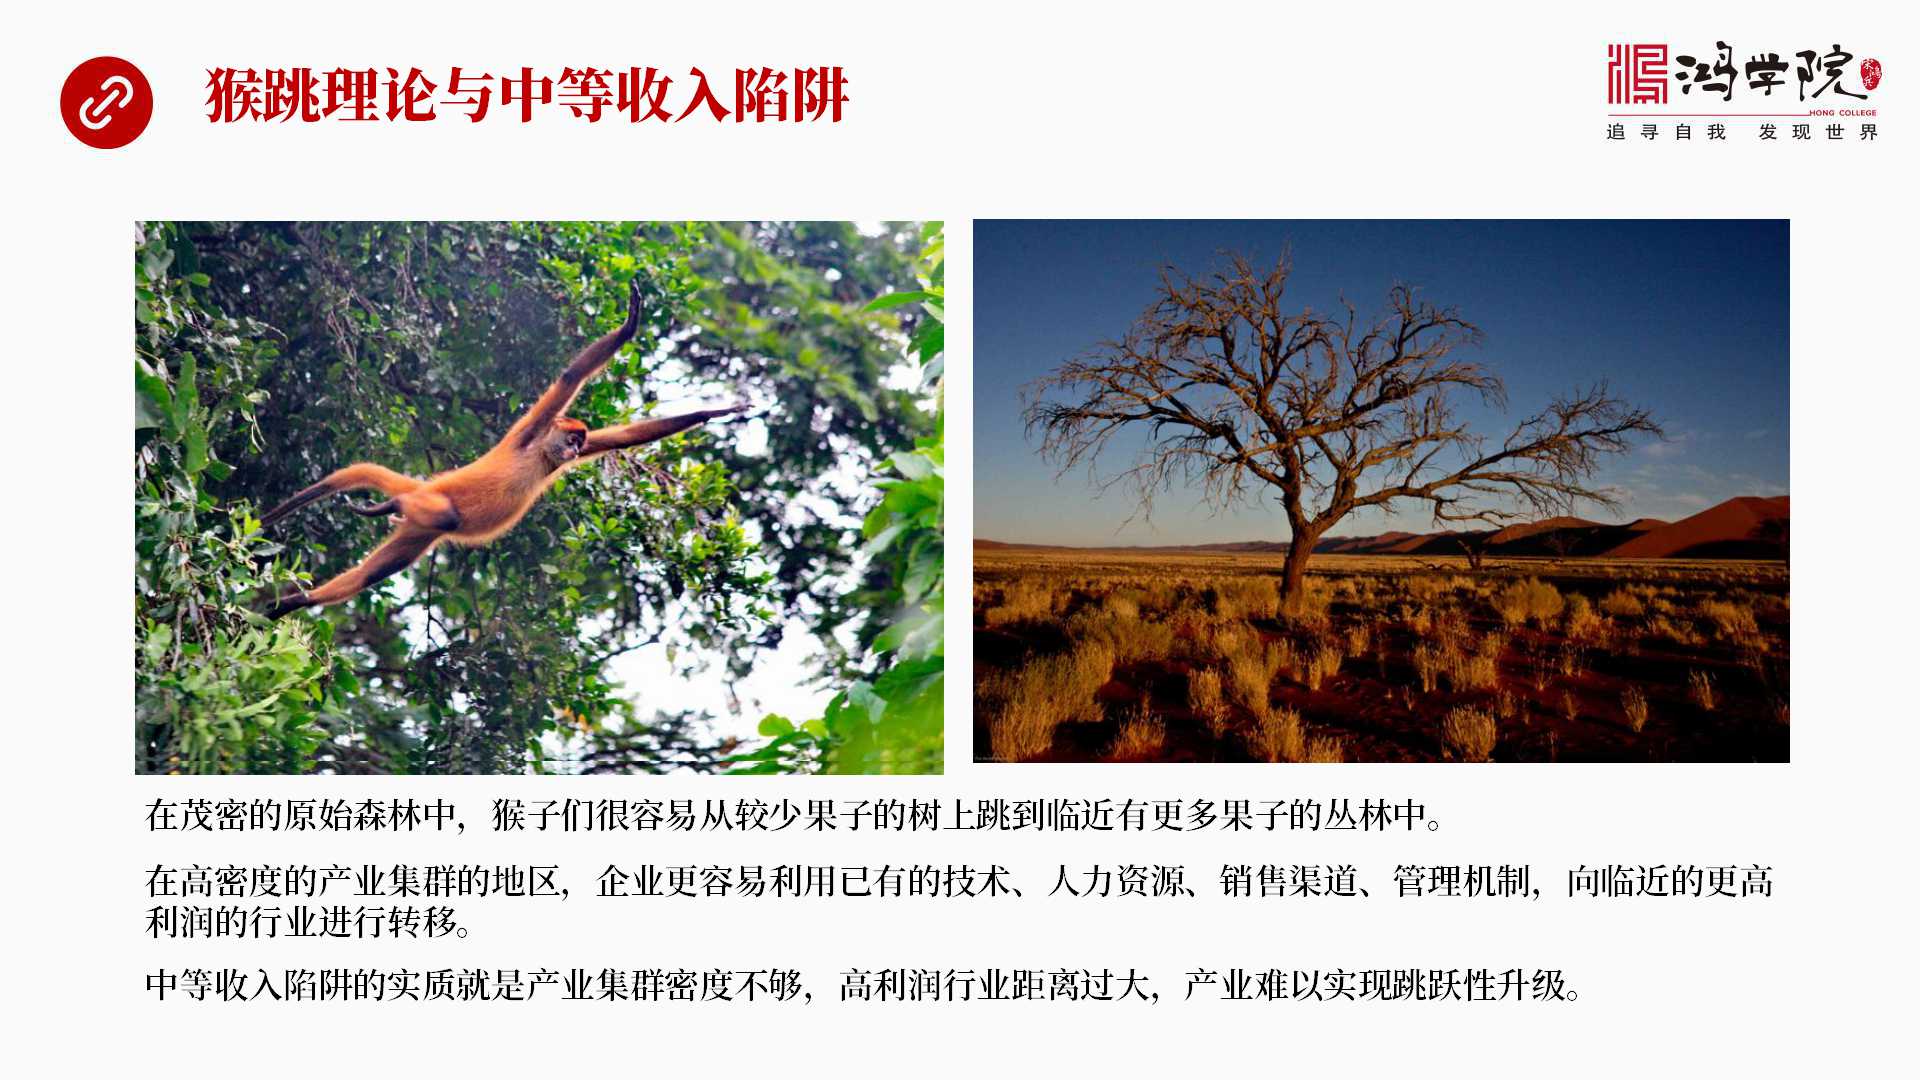 猴跳理论与中等收入陷阱
鸿学院
宋鸿兵
HONG COLLEGE
追寻自我 发现世界
在茂密的原始森林中，猴子们很容易从较少果子的树上跳到临近有更多果子的丛林中。
在高密度的产业集群的地区，企业更容易利用已有的技术、人力资源、销售渠道、管理机制，向临近的更高
利润的行业进行转移。
中等收入陷阱的实质就是产业集群密度不够，高利润行业距离过大，产业难以实现跳跃性升级。